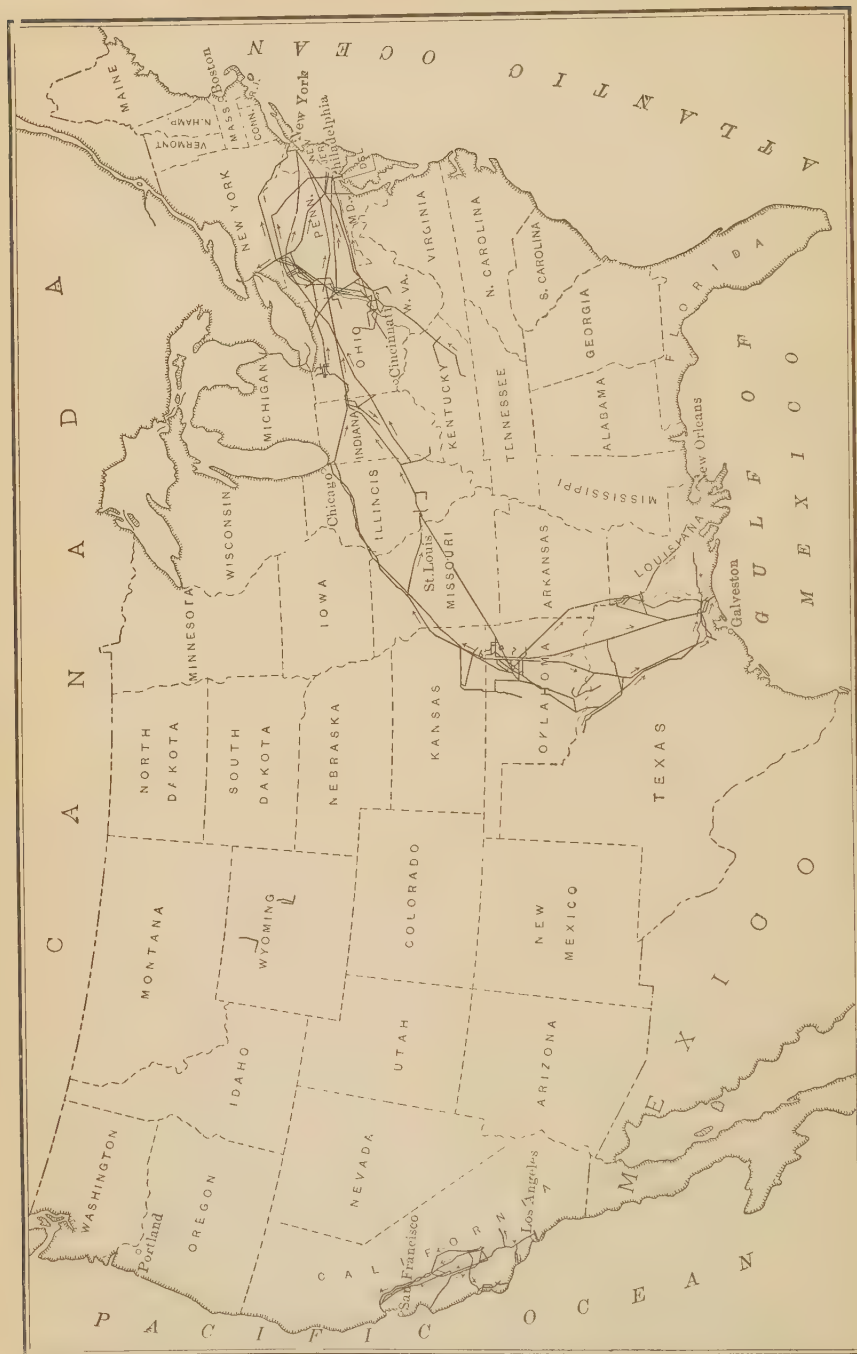 CANADA
PACIFIC OCEAN
ATLANTIC OCEAN
GULF OF
MEXICO
MEXICO
WASHINGTON
Portland
OREGON
IDAHO
MONTANA
WYOMING
NORTH
DAKOTA
SOUTH
DAKOTA
NEBRASKA
KANSAS
MINNESOTA
IOWA
WISCONSIN
MICHIGAN
Chicago
ILLINOIS
INDIANA
OHIO
Cincinnati
St. Louis
MISSOURI
KENTUCKY
TENNESSEE
ARKANSAS
OKLAHOMA
TEXAS
LOUISIANA
Galveston
New Orleans
MISSISSIPPI
ALABAMA
GEORGIA
FLORIDA
S. CAROLINA
N. CAROLINA
VIRGINIA
W. VA.
MD.
DEL
PENN.
Philadelphia
NEW
JER.
New York
NEW YORK
CONN.
R.I.
MASS.
Boston
VERMONT
N. HAMP.
MAINE
NEVADA
UTAH
COLORADO
ARIZONA
NEW
MEXICO
CALIFORN
San Francisco
Los Angeles